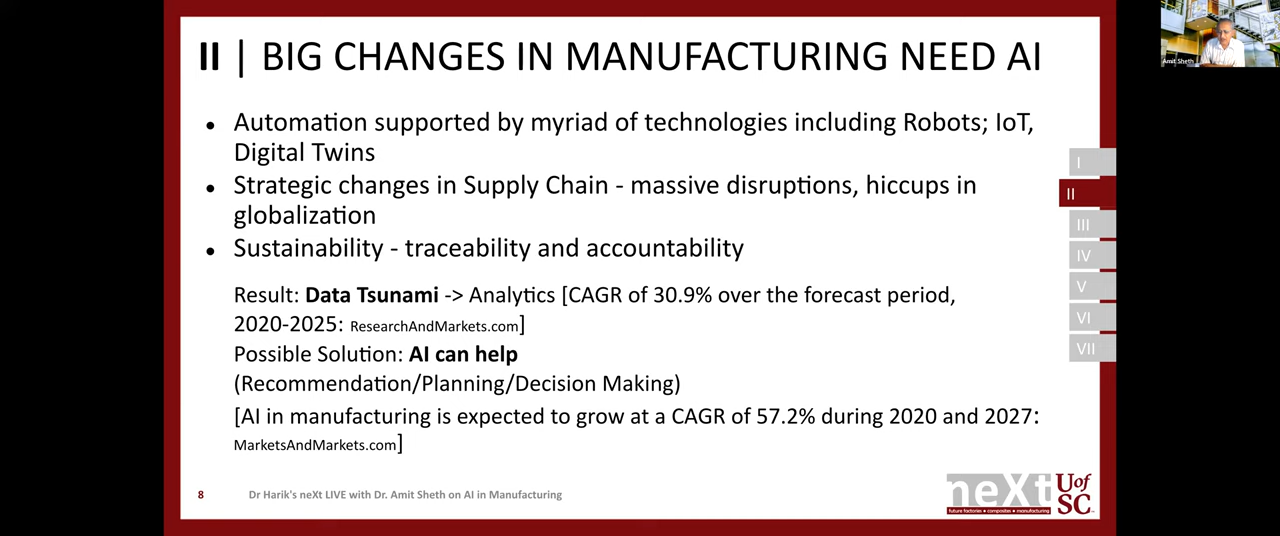 II | BIG CHANGES IN MANUFACTURING NEED AI
Amit Sheth
• Automation supported by myriad of technologies including Robots; IoT,
Digital Twins
• Strategic changes in Supply Chain - massive disruptions, hiccups in
globalization
• Sustainability - traceability and accountability
Result: Data Tsunami -> Analytics [CAGR of 30.9% over the forecast period,
2020-2025: ResearchAndMarkets.com]
Possible Solution: AI can help
(Recommendation/Planning/Decision Making)
[AI in manufacturing is expected to grow at a CAGR of 57.2% during 2020 and 2027:
MarketsAndMarkets.com]
I
II
III
IV
V
VI
VII
8
Dr Harik's neXt LIVE with Dr. Amit Sheth on AI in Manufacturing
neXt
future factories • composites • manufacturing
UofSC